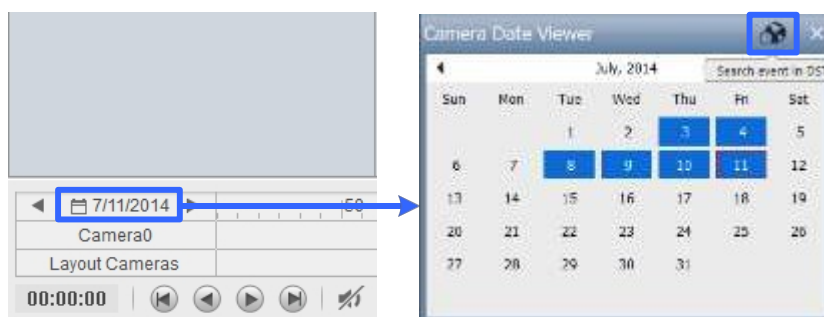 7/11/2014
:50
Camera0
Layout Cameras
00:00:00
Camera Date Viewer
July, 2014
Search event in DST
Sun Mon Tue Wed Thu Fri Sat
1 2 3 4 5
6 7 8 9 10 11 12
13 14 15 16 17 18 19
20 21 22 23 24 25 26
27 28 29 30 31